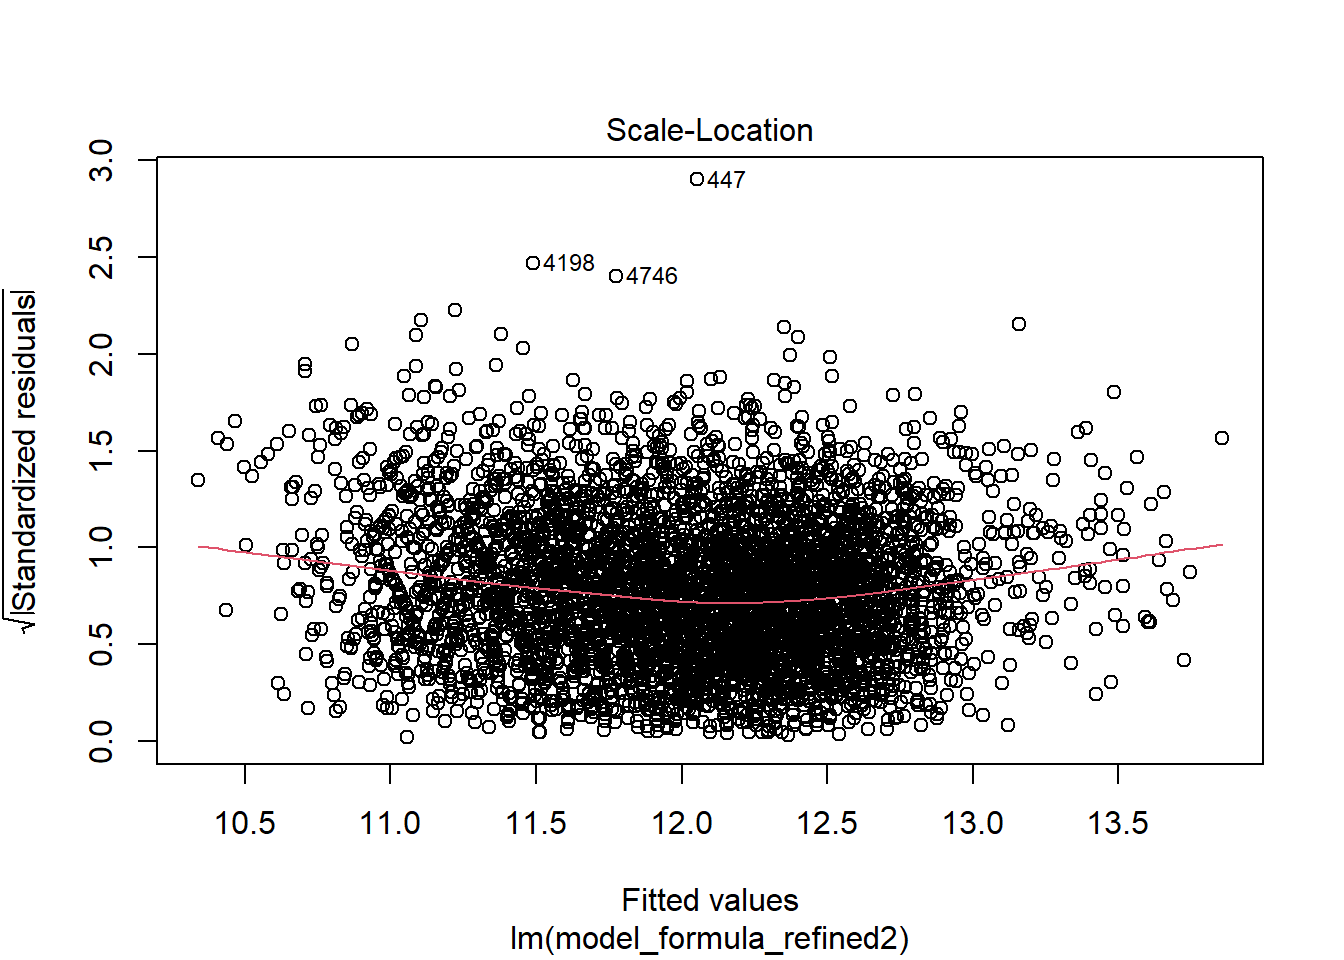 Scale-Location
√|Standardized residuals|
3.0
2.5
2.0
1.5
1.0
0.5
0.0
447
4198
4746
10.5 11.0 11.5 12.0 12.5 13.0 13.5
Fitted values
lm(model_formula_refined2)